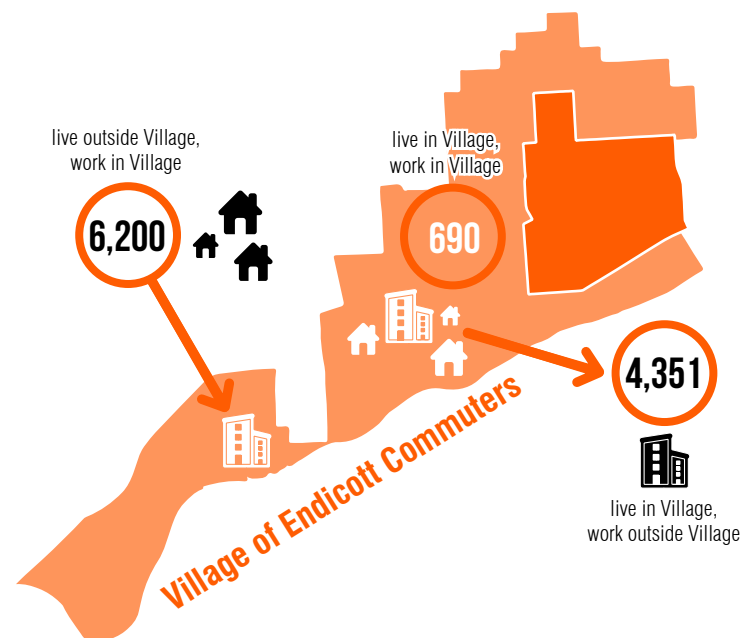 live outside Village,
work in Village
6,200
live in Village,
work in Village
690
4,351
live in Village,
work outside Village
Village of Endicott Commuters